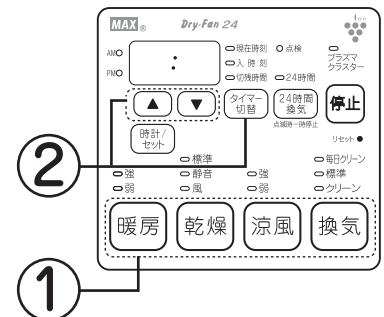 MAX® Dry-Fan 24 ion
AM :
PM
現在時刻 点検
入時刻
切残時間 24時間
プラズマ
クラスター
▲ ▼ タイマー
切替 24時間
換気 停止
点滅時一時停止
時計/
セット
リセット
標準 毎日クリーン
強 静音 強 標準
弱 風 弱 クリーン
暖房 乾燥 涼風 換気
②
①